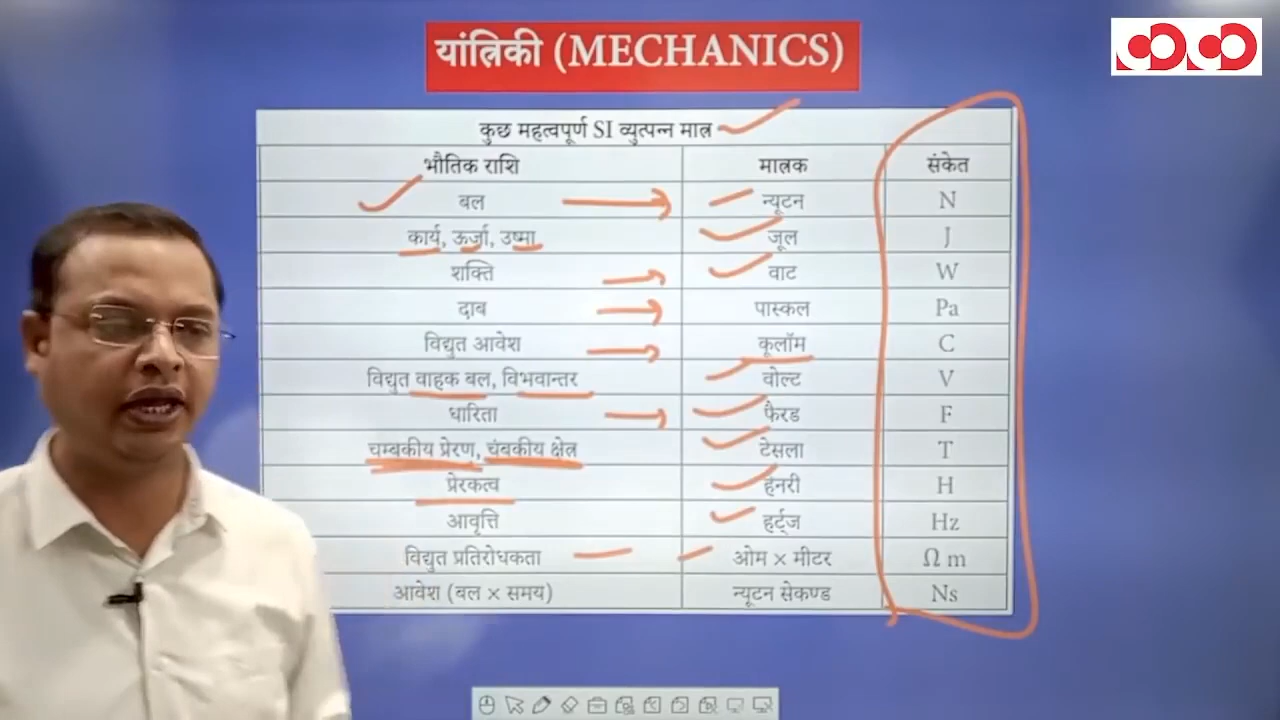 यांत्रिकी (MECHANICS)
कुछ महत्वपूर्ण SI व्युत्पन्न मात्र
भौतिक राशि मात्रक संकेत
बल न्यूटन N
कार्य, ऊर्जा, उष्मा जूल J
शक्ति वाट W
दाब पास्कल Pa
विद्युत आवेश कूलॉम C
विद्युत वाहक बल, विभवान्तर वोल्ट V
धारिता फैरड F
चम्बकीय प्रेरण, चंबकीय क्षेत्र टेसला T
प्रेरकत्व हेनरी H
आवृत्ति हर्ट्ज Hz
विद्युत प्रतिरोधकता ओम × मीटर Ω m
आवेश (बल × समय) न्यूटन सेकण्ड Ns